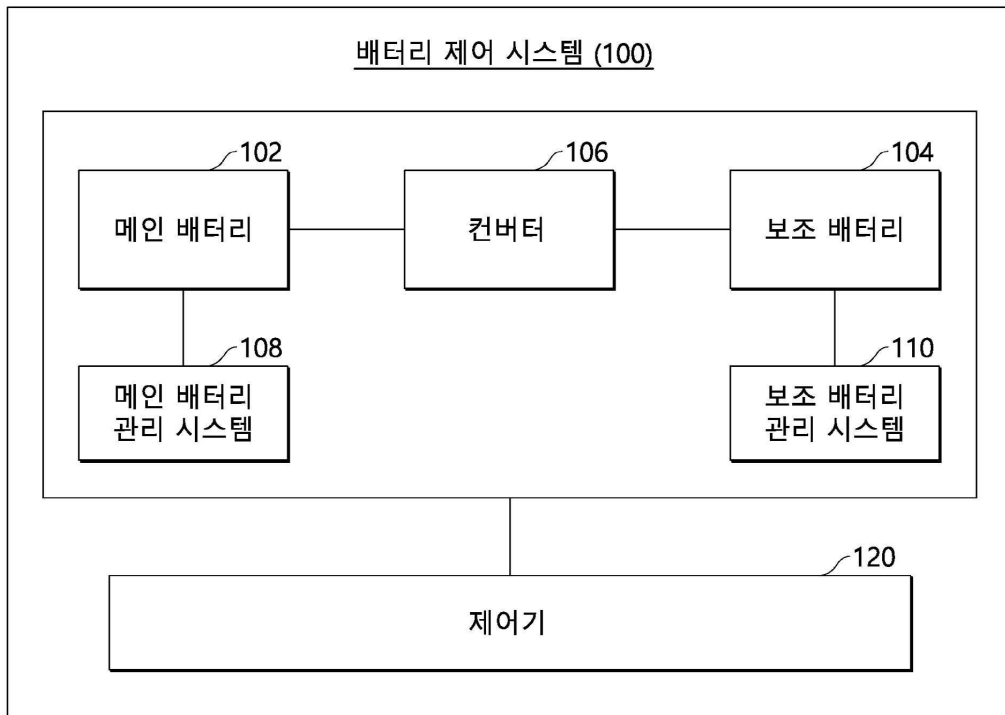 배터리 제어 시스템 (100)
102
106
104
메인 배터리
컨버터
보조 배터리
108
110
메인 배터리
관리 시스템
보조 배터리
관리 시스템
120
제어기